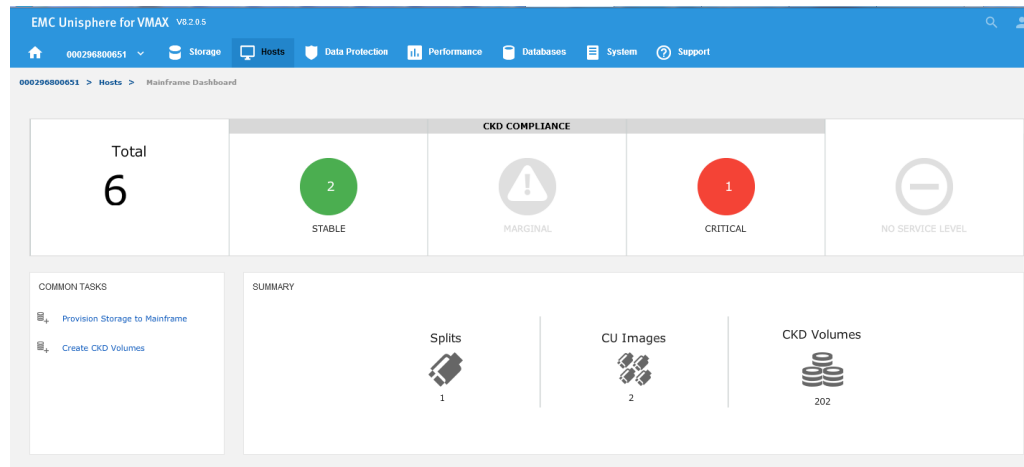 EMC Unisphere for VMAX V8.2.0.5
000296800651 Storage Hosts Data Protection Performance Databases System Support
000296800651 > Hosts > Mainframe Dashboard
CKD COMPLIANCE
Total
6
2
STABLE
MARGINAL
1
CRITICAL
NO SERVICE LEVEL
COMMON TASKS
Provision Storage to Mainframe
Create CKD Volumes
SUMMARY
Splits
1
CU Images
2
CKD Volumes
202